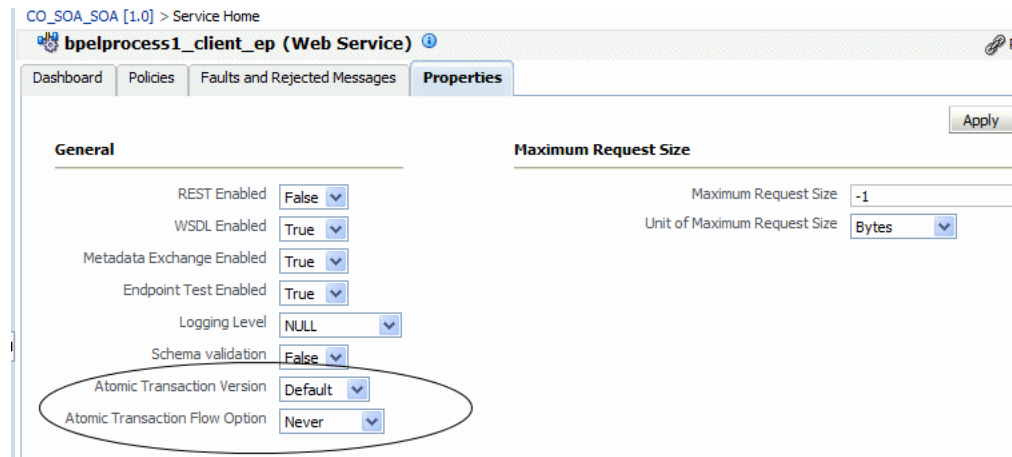 CO_SOA_SOA [1.0] > Service Home
bpelprocess1_client_ep (Web Service)
Dashboard Policies Faults and Rejected Messages Properties
Apply
General
REST Enabled False
WSDL Enabled True
Metadata Exchange Enabled True
Endpoint Test Enabled True
Logging Level NULL
Schema validation False
Atomic Transaction Version Default
Atomic Transaction Flow Option Never
Maximum Request Size
Maximum Request Size -1
Unit of Maximum Request Size Bytes